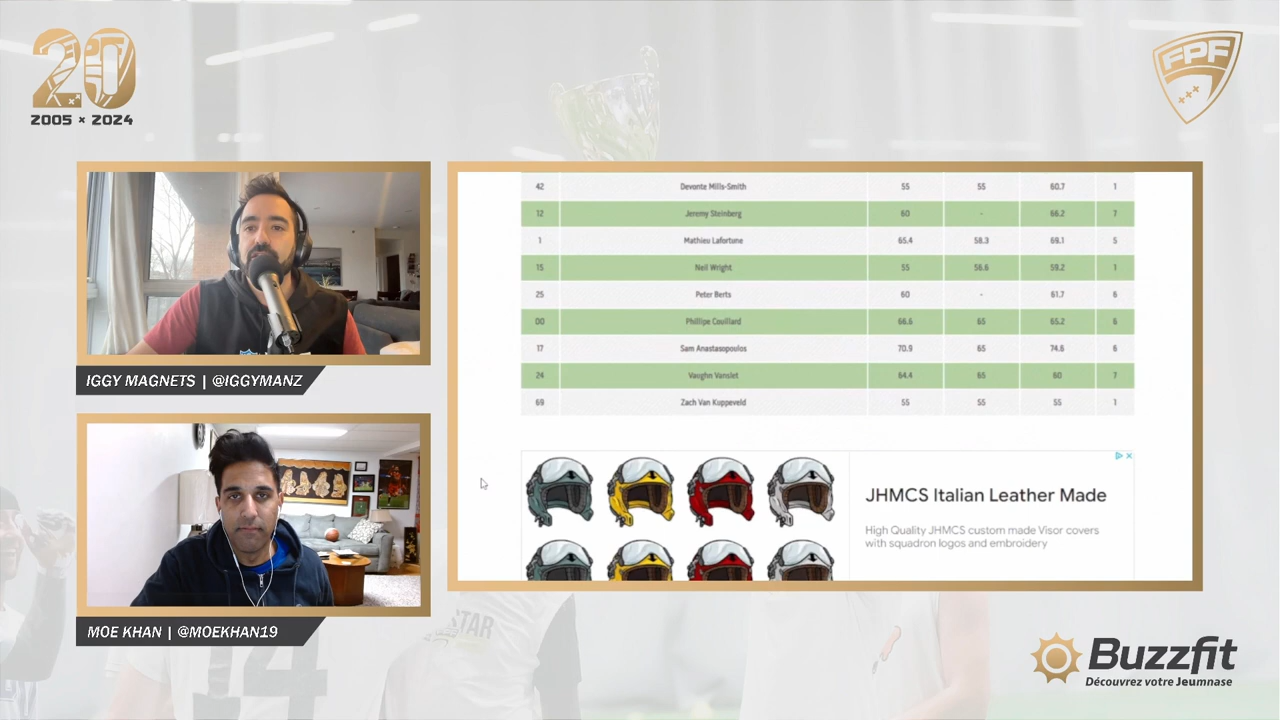 20
2005 × 2024
FPF
IGGY MAGNETS | @IGGYMANZ
MOE KHAN | @MOEKHAN19
42 Devonte Mills-Smith 55 55 60.7 1
12 Jeremy Steinberg 60 - 66.2 7
1 Mathieu Lafortune 65.4 58.3 69.1 5
15 Neil Wright 55 56.6 59.2 1
25 Peter Berts 60 - 61.7 6
00 Phillipe Couillard 66.6 65 65.2 6
17 Sam Anastasopoulos 70.9 65 74.6 6
24 Vaughn Vanslet 64.4 65 60 7
69 Zach Van Kuppeveld 55 55 55 1
JHMCS Italian Leather Made
High Quality JHMCS custom made Visor covers
with squadron logos and embroidery
STAR
14
Buzzfit
Découvrez votre Jeumnase